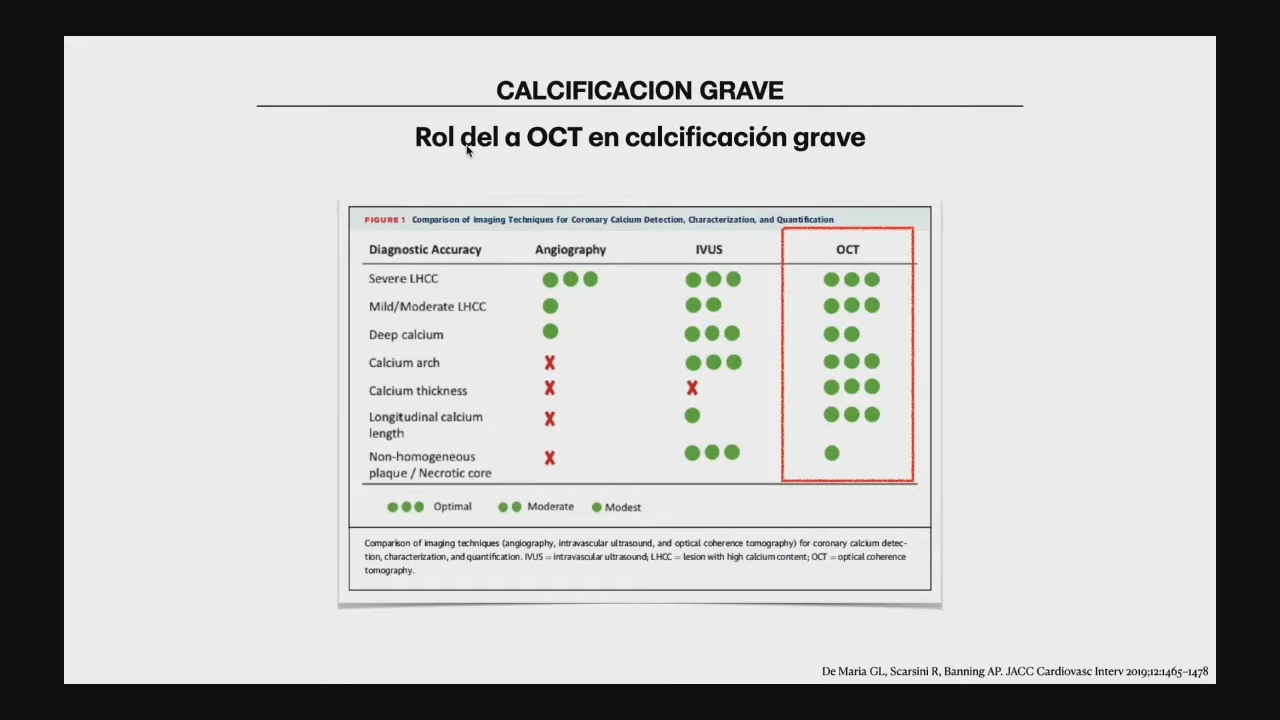 CALCIFICACION GRAVE
Rol del a OCT en calcificación grave
FIGURE 1 Comparison of Imaging Techniques for Coronary Calcium Detection, Characterization, and Quantification
Diagnostic Accuracy Angiography IVUS OCT
Severe LHCC
Mild/Moderate LHCC
Deep calcium
Calcium arch X
Calcium thickness X X
Longitudinal calcium
length X
Non-homogeneous
plaque / Necrotic core X
Optimal Moderate Modest
Comparison of imaging techniques (angiography, intravascular ultrasound, and optical coherence tomography) for coronary calcium detec-
tion, characterization, and quantification. IVUS = intravascular ultrasound; LHCC = lesion with high calcium content; OCT = optical coherence
tomography.
De Maria GL, Scarsini R, Banning AP. JACC Cardiovasc Interv 2019;12:1465–1478